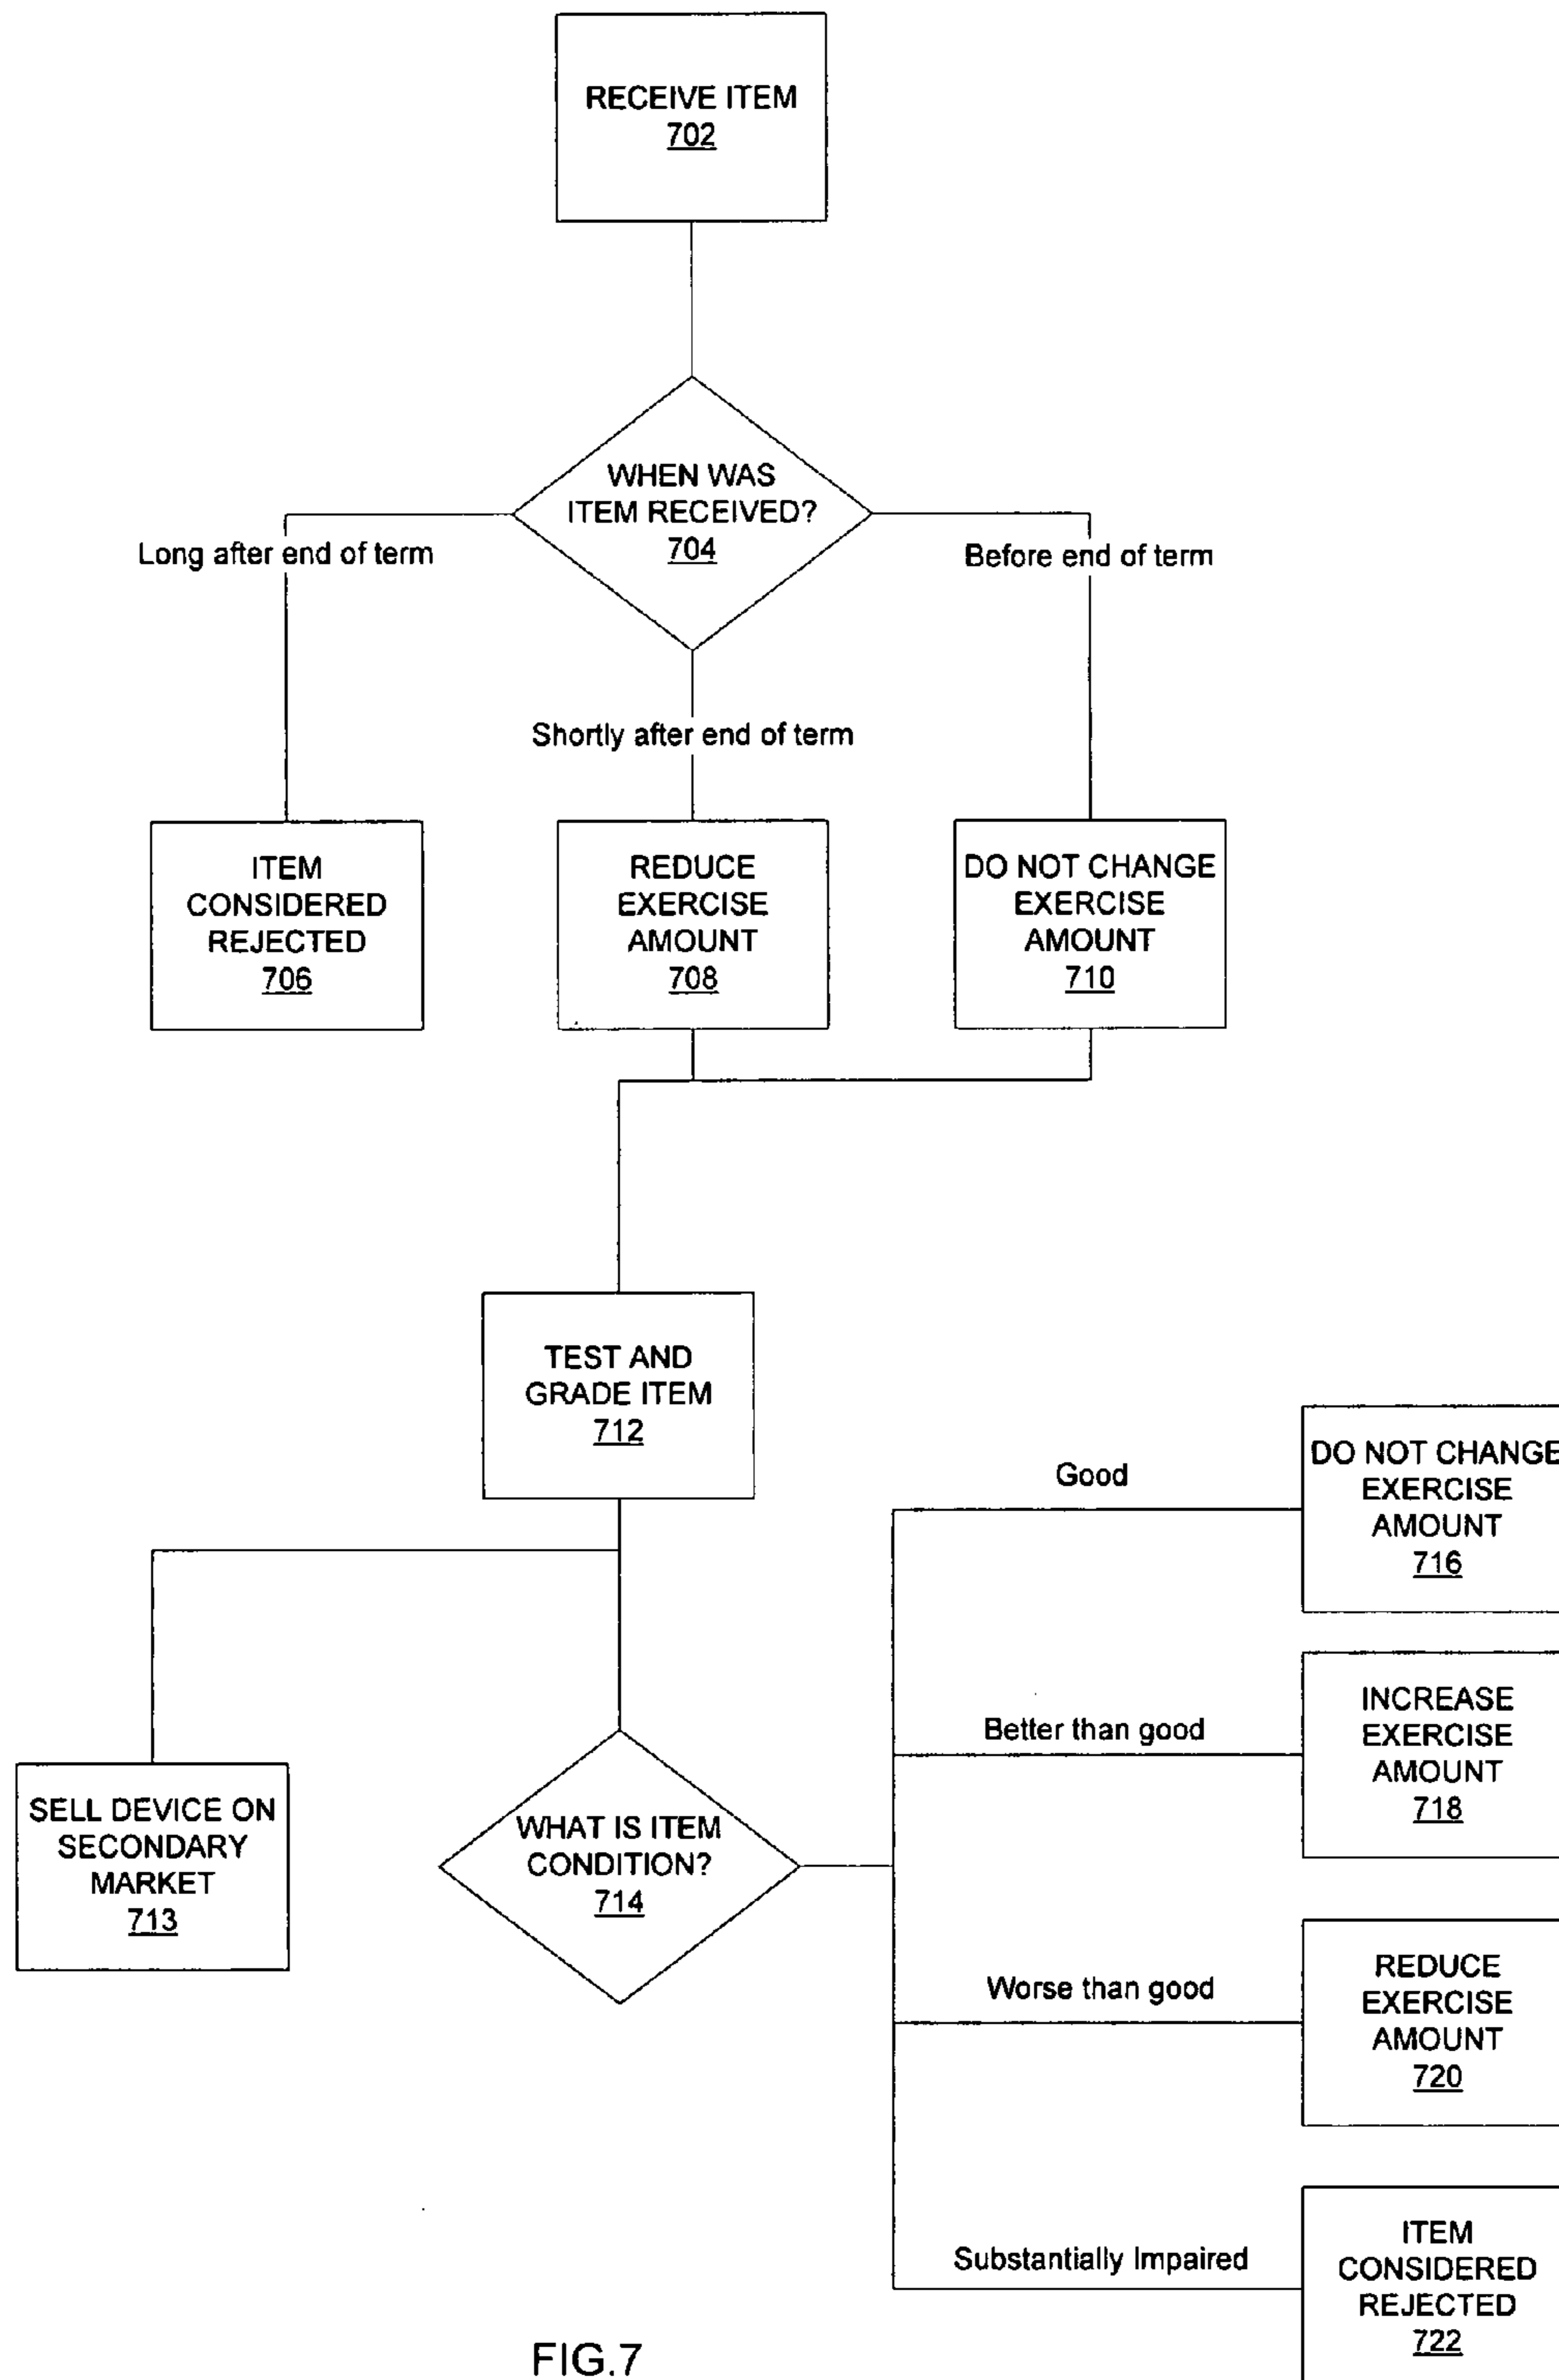 RECEIVE ITEM
702
WHEN WAS
ITEM RECEIVED?
704
Long after end of term
Before end of term
Shortly after end of term
ITEM
CONSIDERED
REJECTED
706
REDUCE
EXERCISE
AMOUNT
708
DO NOT CHANGE
EXERCISE
AMOUNT
710
TEST AND
GRADE ITEM
712
SELL DEVICE ON
SECONDARY
MARKET
713
WHAT IS ITEM
CONDITION?
714
Good
DO NOT CHANGE
EXERCISE
AMOUNT
716
Better than good
INCREASE
EXERCISE
AMOUNT
718
Worse than good
REDUCE
EXERCISE
AMOUNT
720
Substantially Impaired
ITEM
CONSIDERED
REJECTED
722
FIG.7